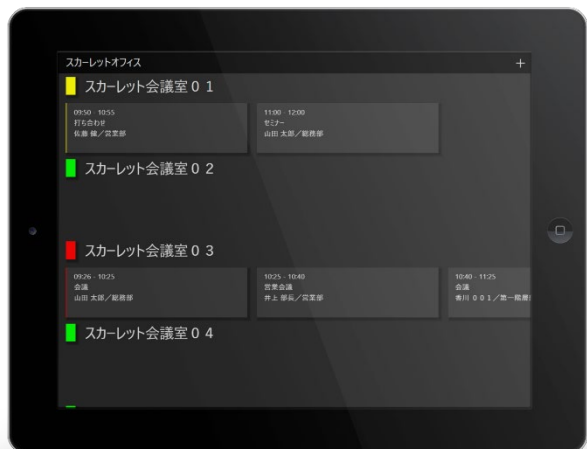 スカーレットオフィス +
スカーレット会議室０１
09:50 - 10:55
打ち合わせ
佐藤 健／営業部
11:00 - 12:00
セミナー
山田 太郎／総務部
スカーレット会議室０２
スカーレット会議室０３
09:26 - 10:25
会議
山田 太郎／総務部
10:25 - 10:40
営業会議
井上 部長／営業部
10:40 - 11:25
会議
香川 ００１／第一
スカーレット会議室０４